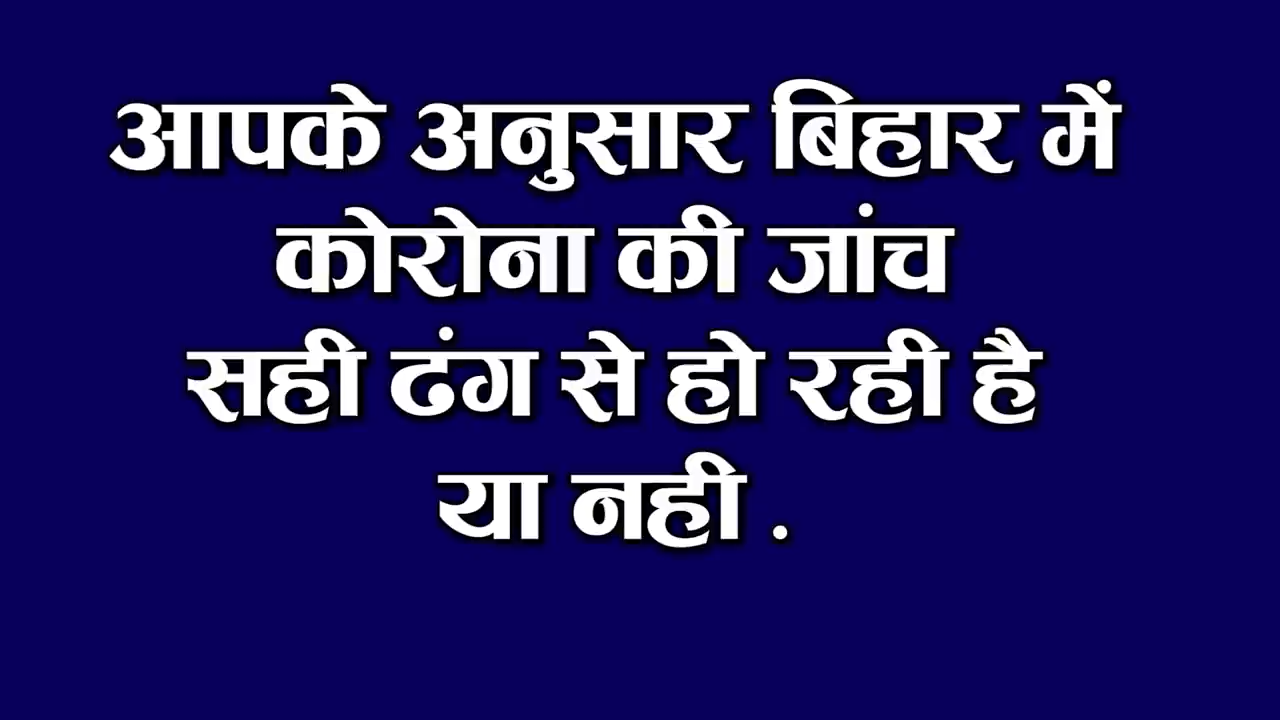 आपके अनुसार बिहार में
कोरोना की जांच
सही ढंग से हो रही है
या नही .